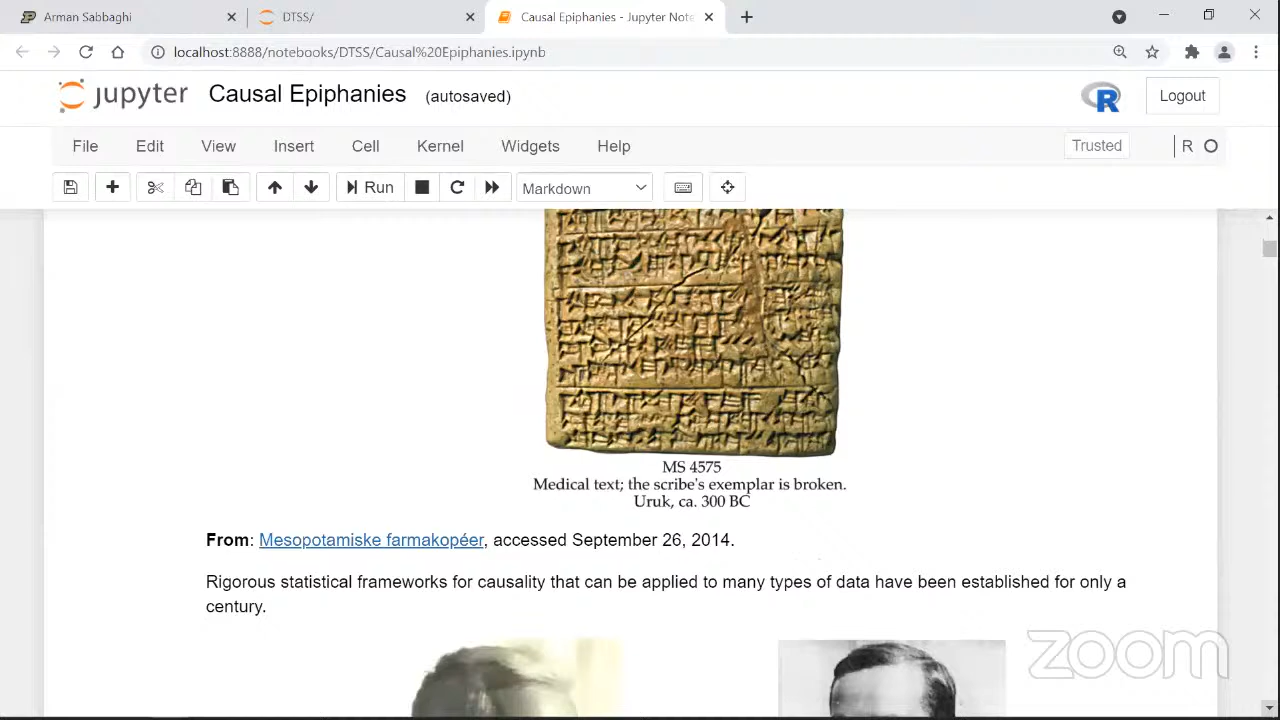 Arman Sabbaghi
DTSS/
Causal Epiphanies - Jupyter Note
localhost:8888/notebooks/DTSS/Causal%20Epiphanies.ipynb
jupyter Causal Epiphanies (autosaved)
R
Logout
File Edit View Insert Cell Kernel Widgets Help
Trusted
R
Run
Markdown
MS 4575
Medical text; the scribe's exemplar is broken.
Uruk, ca. 300 BC
From: Mesopotamiske farmakopéer, accessed September 26, 2014.
Rigorous statistical frameworks for causality that can be applied to many types of data have been established for only a
century.
zoom